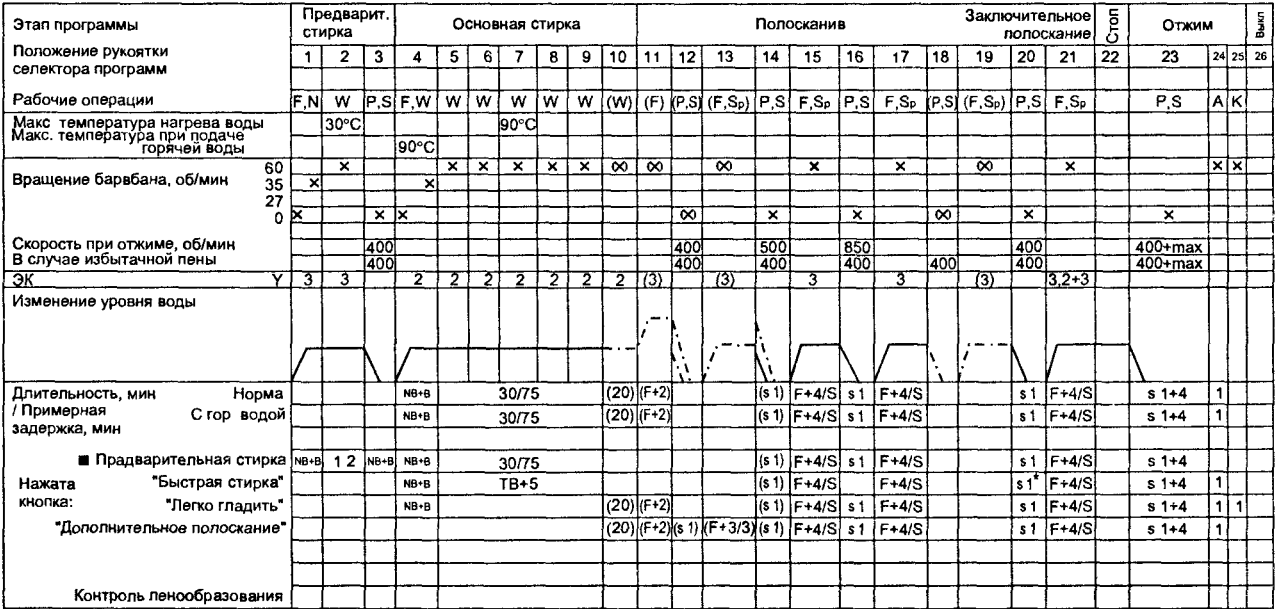 Этап программы Предварит. стирка Основная стирка Полосканив Заключительное полоскание Стоп Отжим Выкл
Положение рукоятки селектора программ 1 2 3 4 5 6 7 8 9 10 11 12 13 14 15 16 17 18 19 20 21 22 23 24 25 26
Рабочие операции F,N W P,S F,W W W W W W (W) (F) (P,S) (F,Sp) P,S F,Sp P,S F,Sp (P,S) (F,Sp) P,S F,Sp P,S A K
Макс температура нагрева воды 30°C 90°C
Макс. температура при подаче горячей воды 90°C
Вращение барвбана, об/мин
60 × × × × × × ∞ ∞ ∞ × × ∞ × × ×
35 × ×
27
0 × × × ∞ × × ∞ × ×
Скорость при отжиме, об/мин 400 400 500 850 400 400+max
В случае избытачной пены 400 400 400 400 400 400 400+max
ЭК Y 3 3 2 2 2 2 2 2 2 (3) (3) 3 3 (3) 3,2+3
Изменение уровня воды
Длительность, мин Норма NB+B 30/75 (20) (F+2) (s 1) F+4/S s 1 F+4/S s 1 F+4/S s 1+4 1
/ Примерная задержка, мин С гор водой NB+B 30/75 (20) (F+2) (s 1) F+4/S s 1 F+4/S s 1 F+4/S s 1+4 1
■ Прадварительная стирка NB+B 1 2 NB+B NB+B 30/75 (s 1) F+4/S s 1 F+4/S s 1 F+4/S s 1+4
Нажата кнопка: "Быстрая стирка" NB+B TB+5 (s 1) F+4/S s 1 F+4/S s 1* F+4/S s 1+4 1
"Легко гладить" NB+B (20) (F+2) (s 1) F+4/S s 1 F+4/S s 1 F+4/S s 1+4 1 1
"Дополнительное полоскание" (20) (F+2) (s 1) (F+3/3) (s 1) F+4/S s 1 F+4/S s 1 F+4/S s 1+4 1
Контроль ленообразования